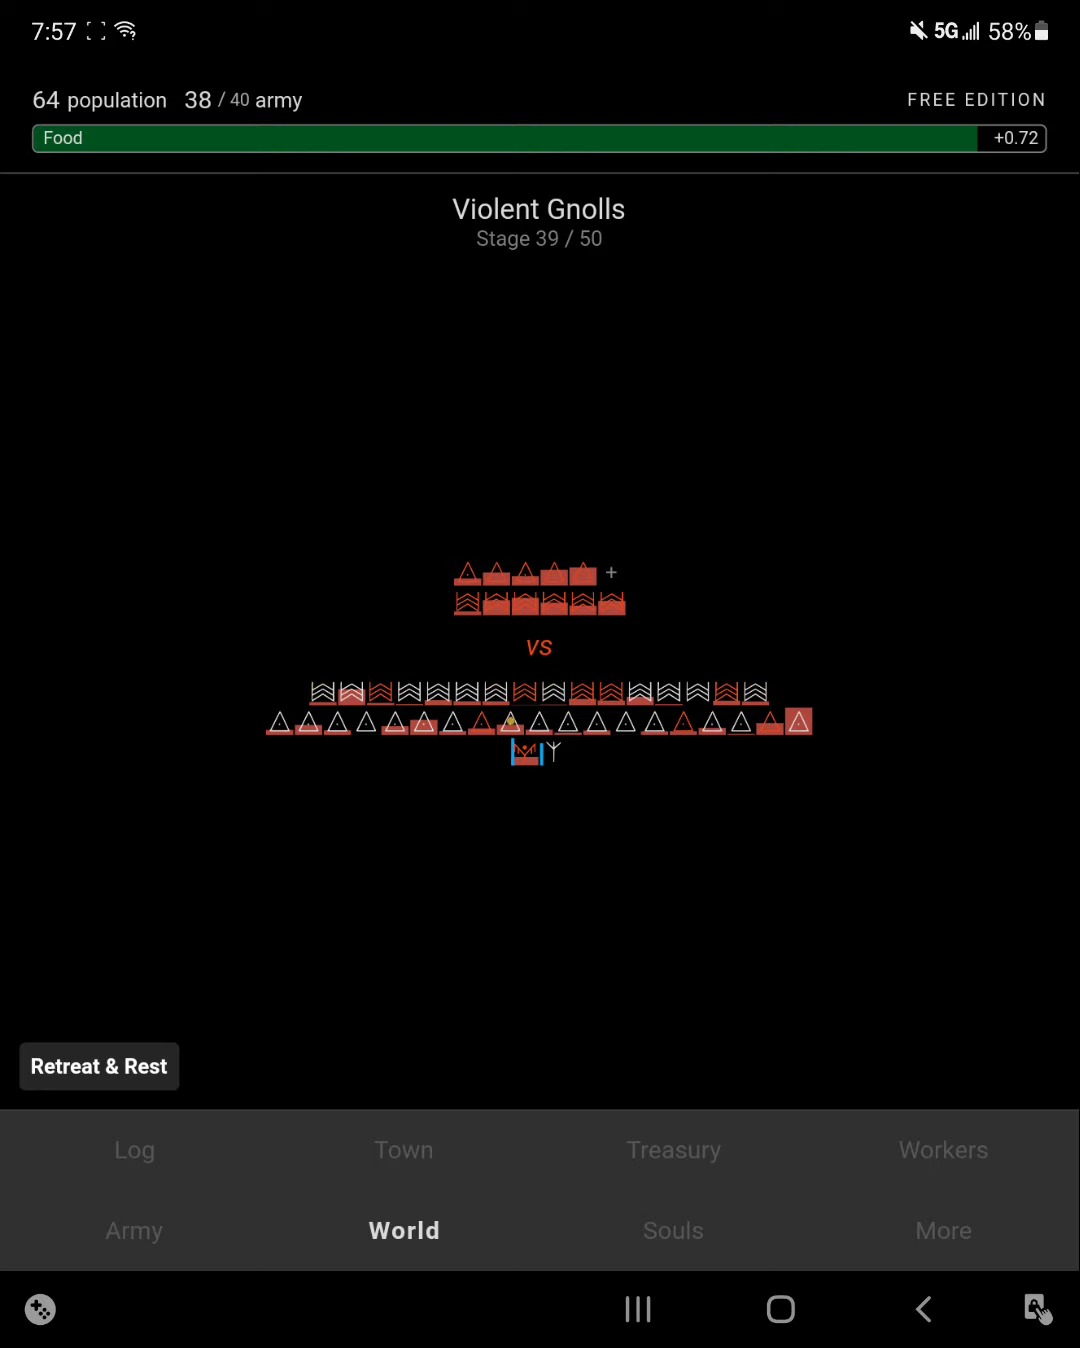 7:57 5G 58%
64 population 38 / 40 army FREE EDITION
Food +0.72
Violent Gnolls
Stage 39 / 50
+
VS
Retreat & Rest
Log Town Treasury Workers
Army World Souls More